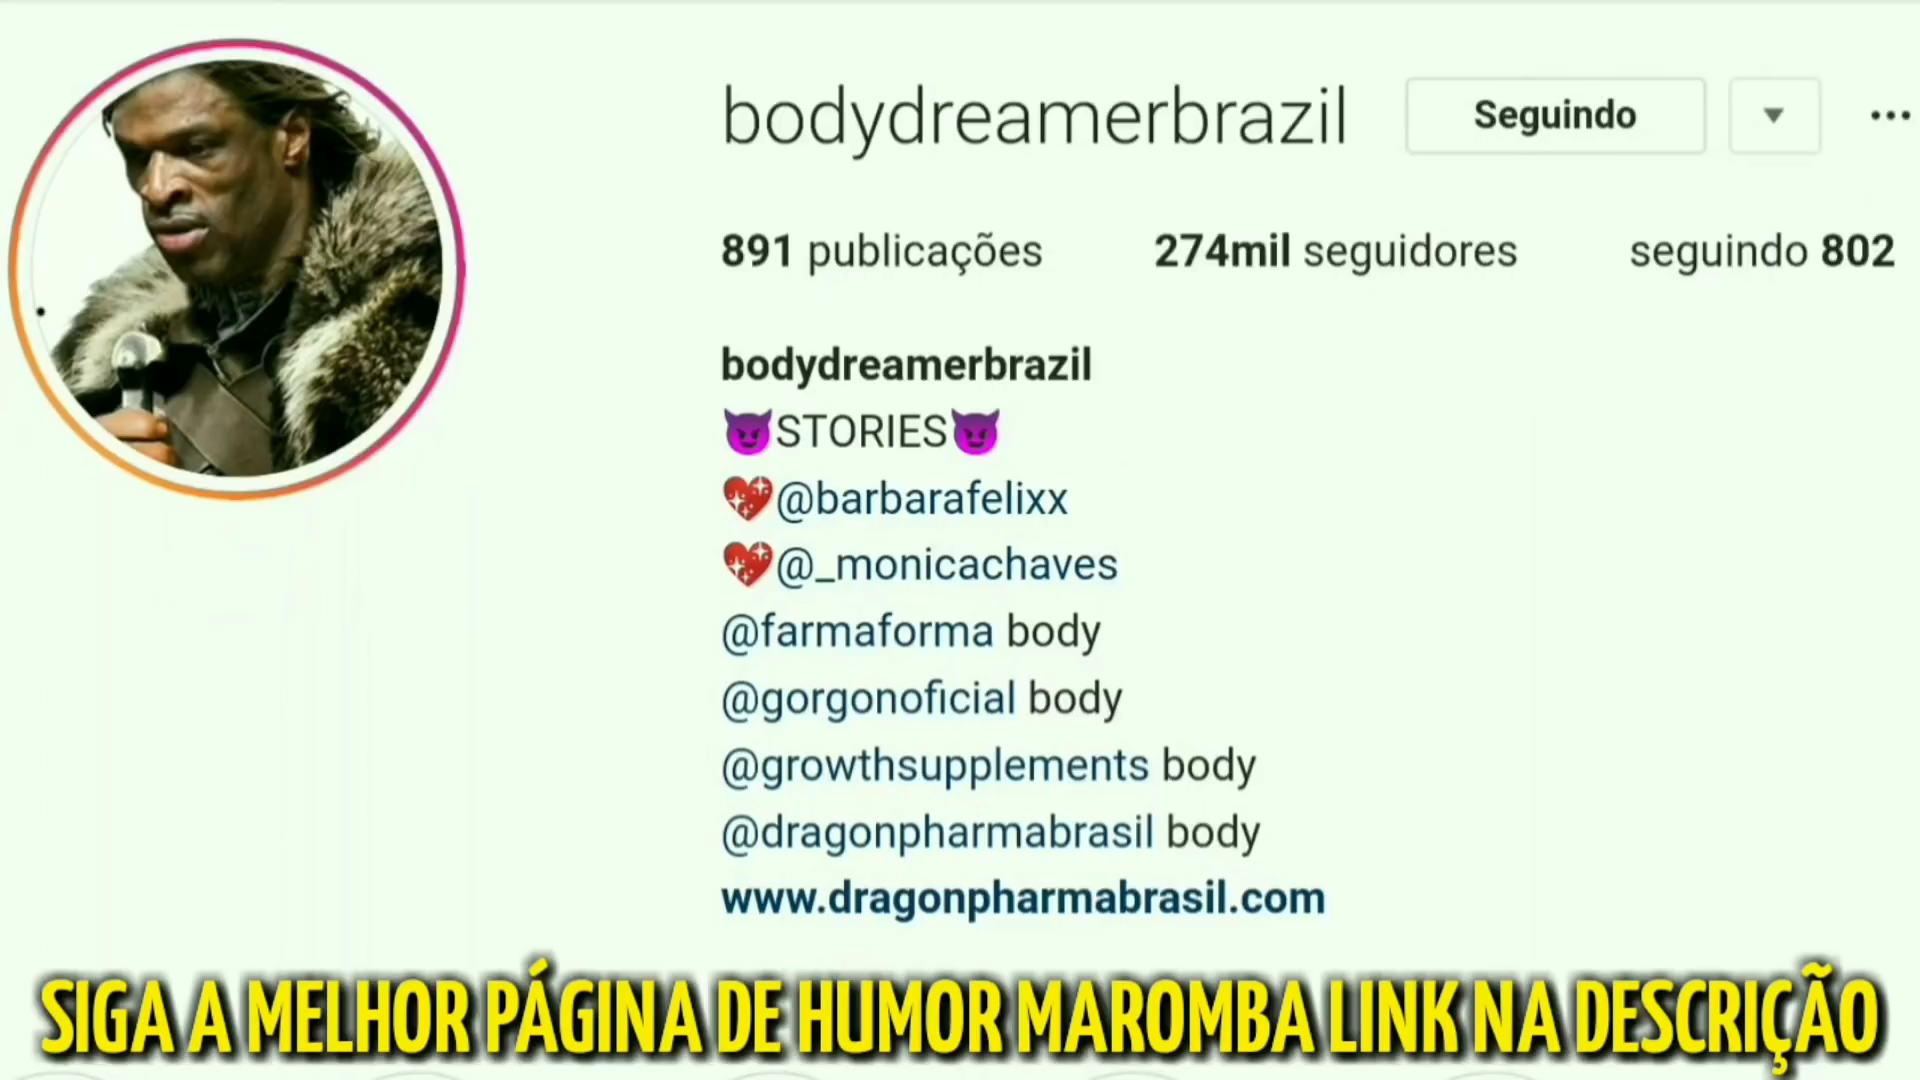 bodydreamerbrazil Seguindo
891 publicações 274mil seguidores seguindo 802
bodydreamerbrazil
😈STORIES😈
💖@barbarafelixx
💖@_monicachaves
@farmaforma body
@gorgonoficial body
@growthsupplements body
@dragonpharmabrasil body
www.dragonpharmabrasil.com
SIGA A MELHOR PÁGINA DE HUMOR MAROMBA LINK NA DESCRIÇÃO